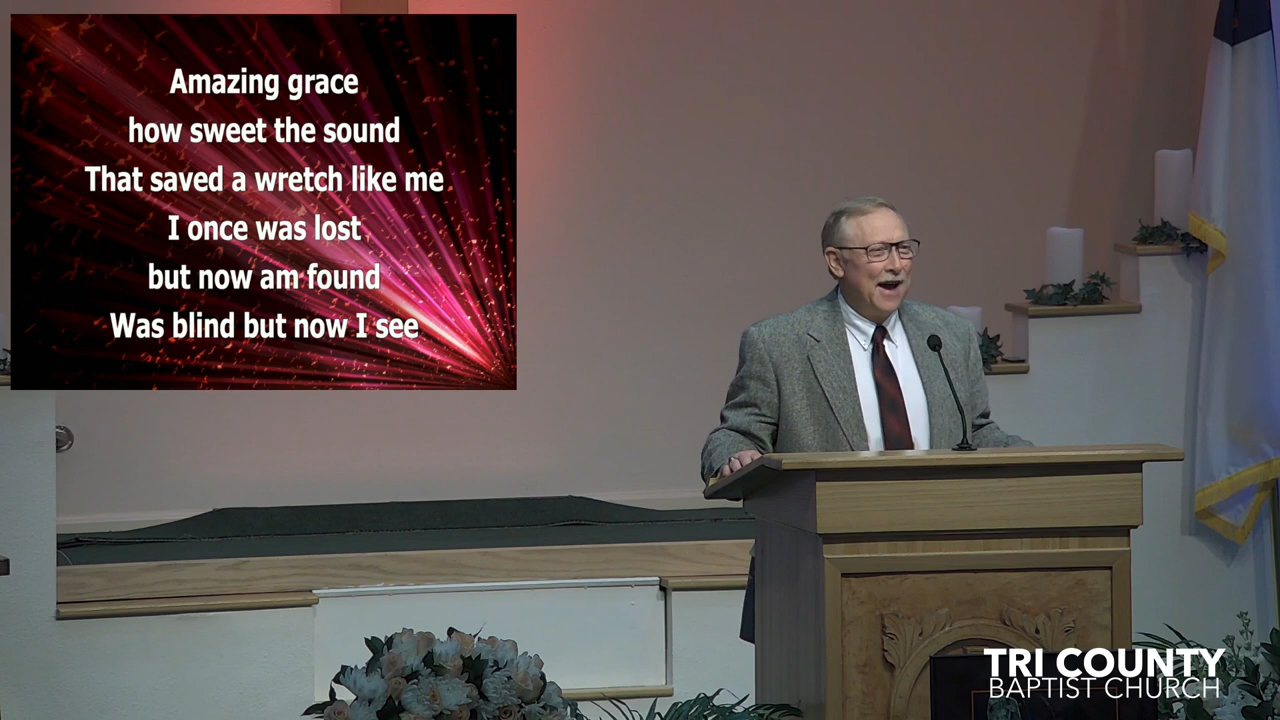 Amazing grace
how sweet the sound
That saved a wretch like me
I once was lost
but now am found
Was blind but now I see
TRI COUNTY
BAPTIST CHURCH